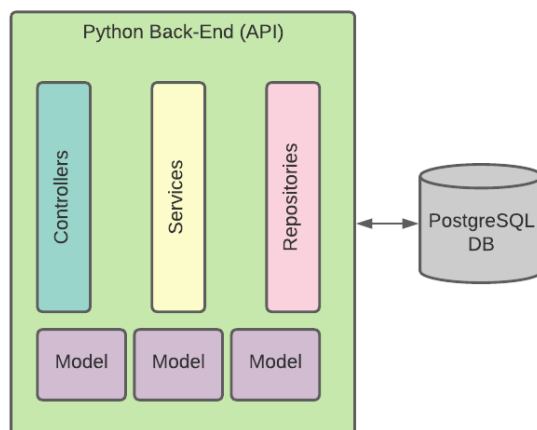 Python Back-End (API)
Controllers
Services
Repositories
PostgreSQL
DB
Model
Model
Model